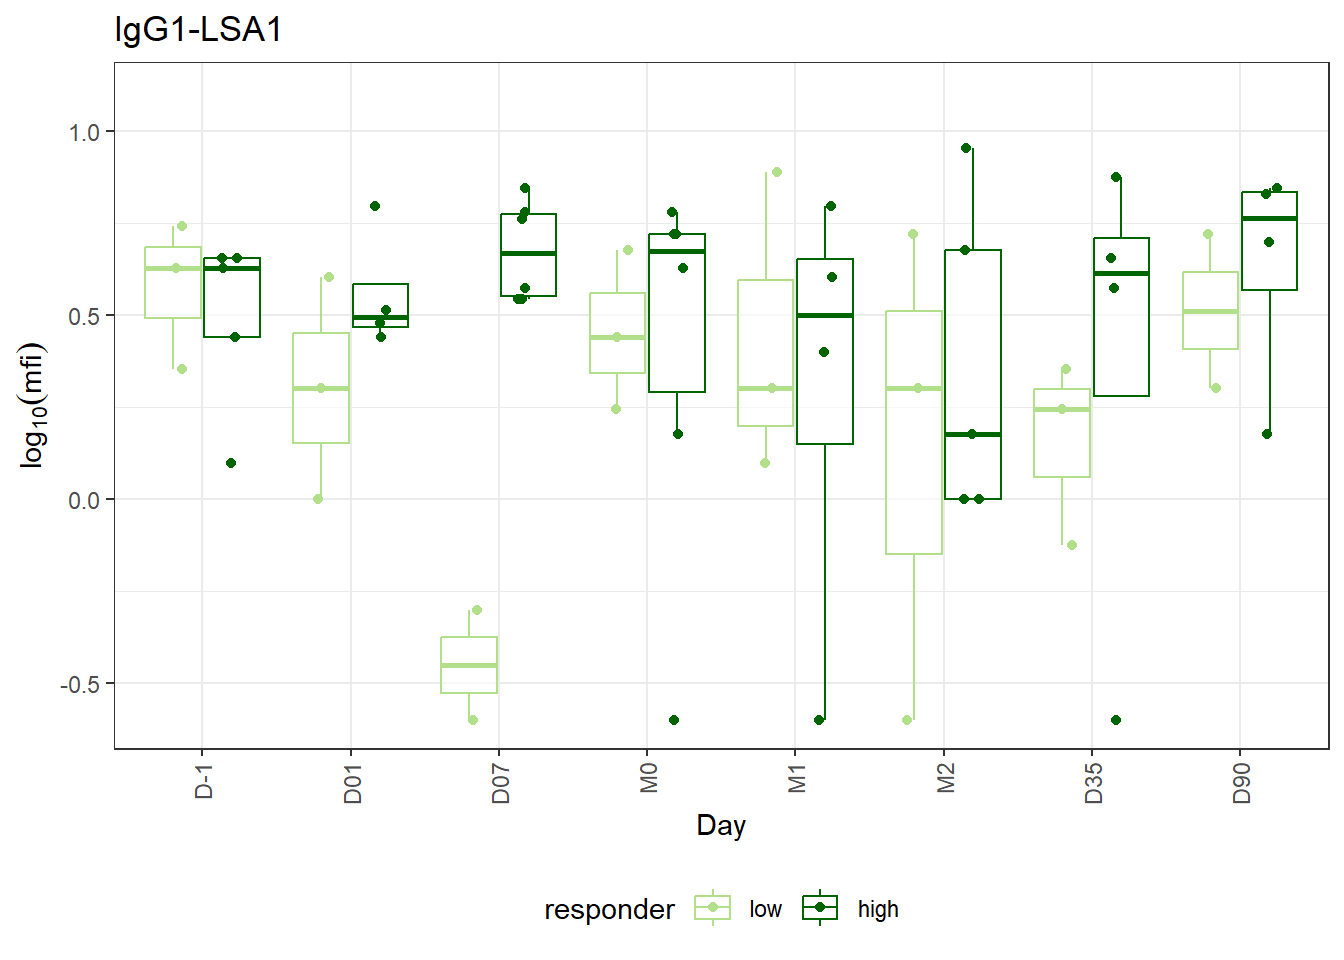 IgG1-LSA1
1.0
0.5
0.0
-0.5
log10(mfi)
D-1 D01 D07 M0 M1 M2 D35 D90
Day
responder low high